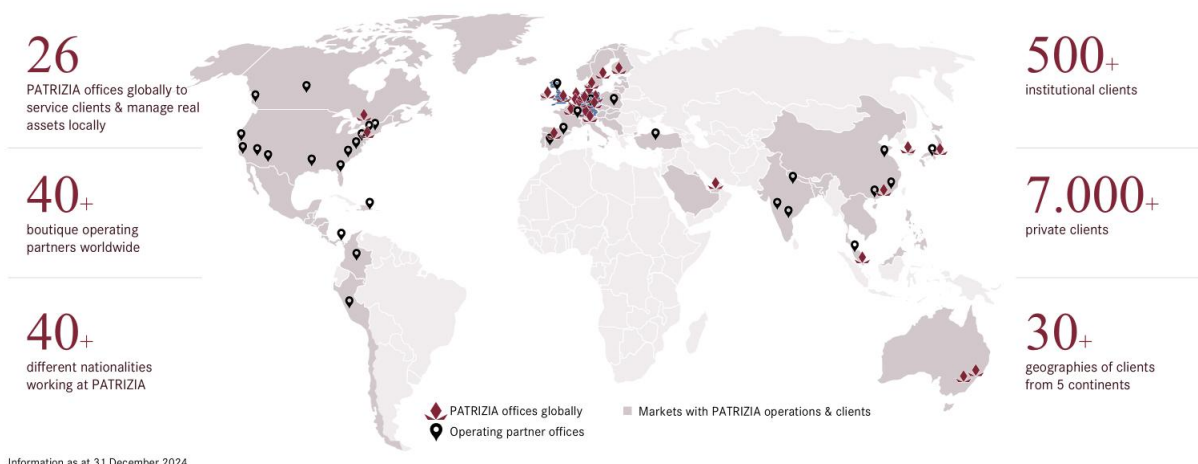 26
PATRIZIA offices globally to
service clients & manage real
assets locally
40+
boutique operating
partners worldwide
40+
different nationalities
working at PATRIZIA
500+
institutional clients
7.000+
private clients
30+
geographies of clients
from 5 continents
PATRIZIA offices globally
Operating partner offices
Markets with PATRIZIA operations & clients
Information as at 31 December 2024